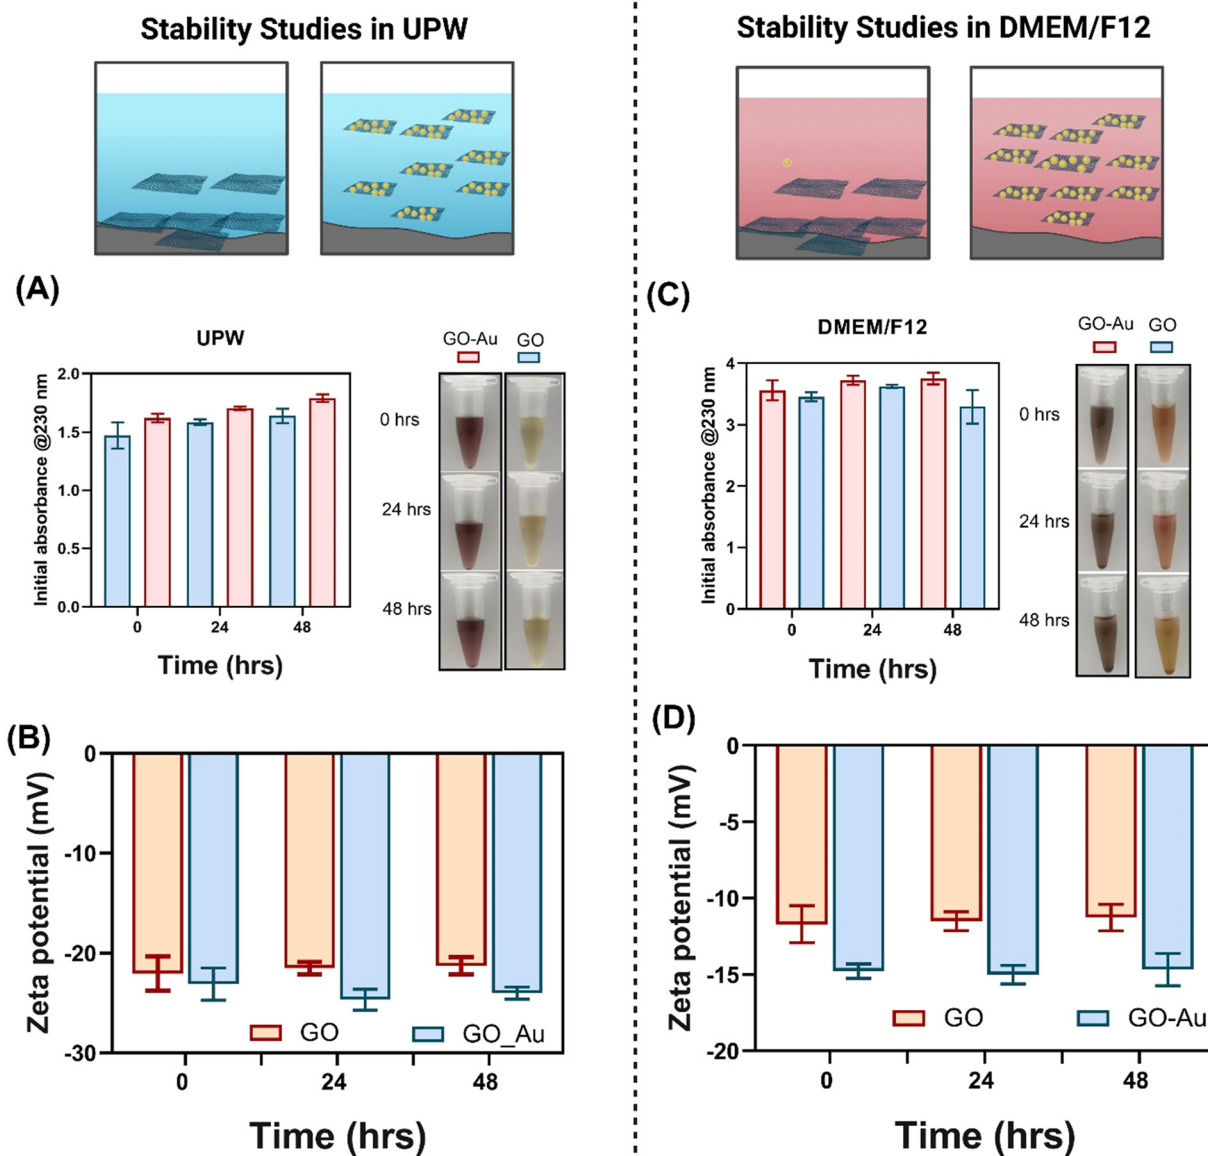 Stability Studies in UPW
Stability Studies in DMEM/F12
(A)
UPW
GO-Au
GO
Initial absorbance @230 nm
2.0
1.5
1.0
0.5
0.0
0
24
48
Time (hrs)
0 hrs
24 hrs
48 hrs
(C)
DMEM/F12
GO-Au
GO
Initial absorbance @230 nm
4
3
2
1
0
0
24
48
Time (hrs)
0 hrs
24 hrs
48 hrs
(B)
Zeta potential (mV)
0
-10
-20
-30
GO
GO_Au
0
24
48
Time (hrs)
(D)
Zeta potential (mV)
0
-5
-10
-15
-20
GO
GO-Au
0
24
48
Time (hrs)